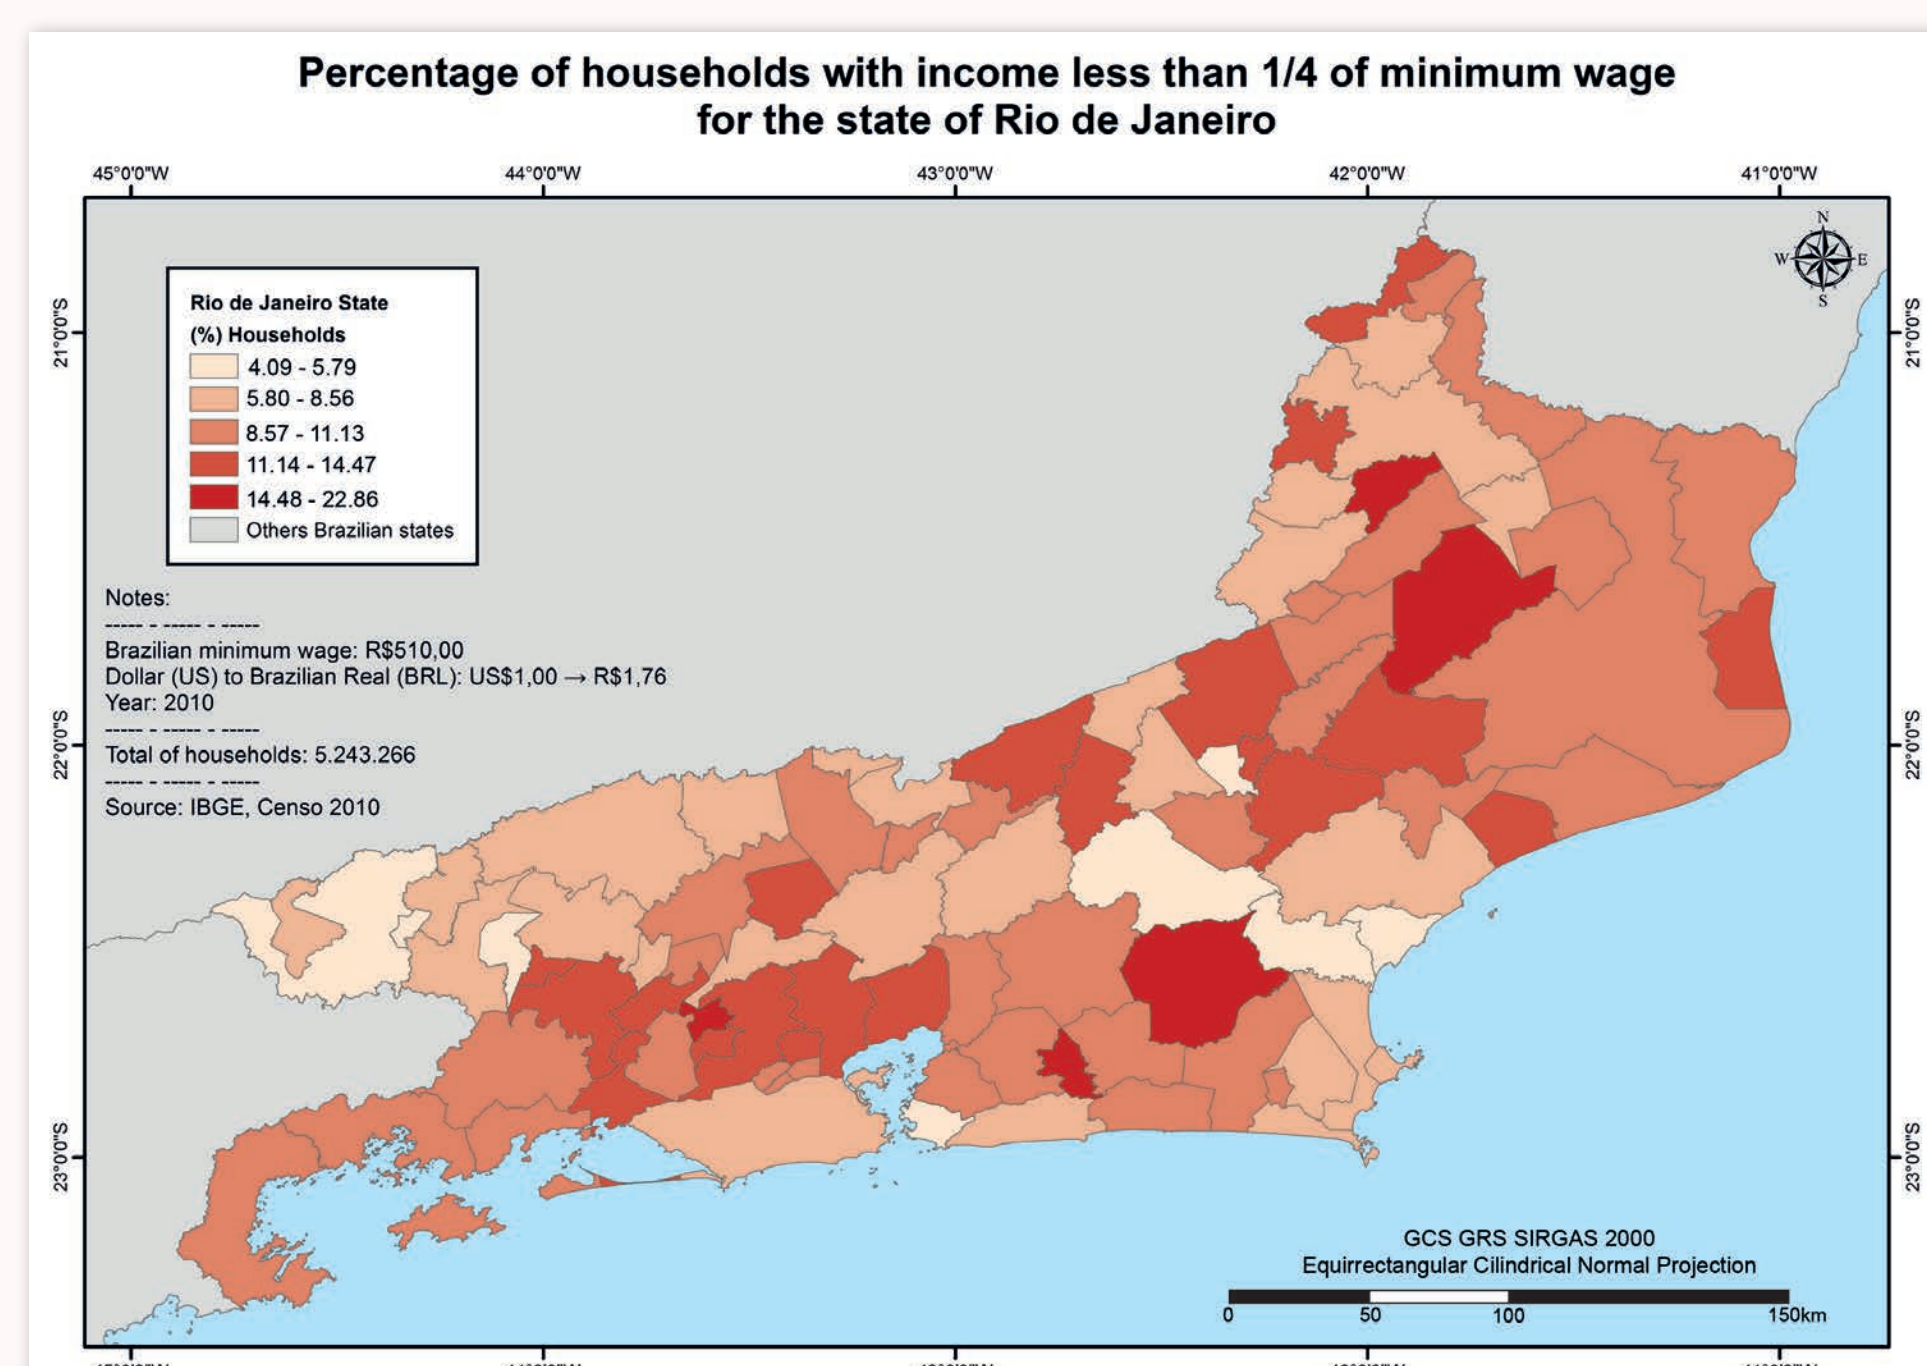 Percentage of households with income less than 1/4 of minimum wage
for the state of Rio de Janeiro
45°0'0"W 44°0'0"W 43°0'0"W 42°0'0"W 41°0'0"W
N
W E
S
21°0'0"S 21°0'0"S
Rio de Janeiro State
(%) Households
4.09 - 5.79
5.80 - 8.56
8.57 - 11.13
11.14 - 14.47
14.48 - 22.86
Others Brazilian states
Notes:
----- - ----- - -----
Brazilian minimum wage: R$510,00
Dollar (US) to Brazilian Real (BRL): US$1,00 → R$1,76
Year: 2010
----- - ----- - -----
Total of households: 5.243.266
----- - ----- - -----
Source: IBGE, Censo 2010
22°0'0"S 22°0'0"S
23°0'0"S 23°0'0"S
GCS GRS SIRGAS 2000
Equirrectangular Cilindrical Normal Projection
0 50 100 150km